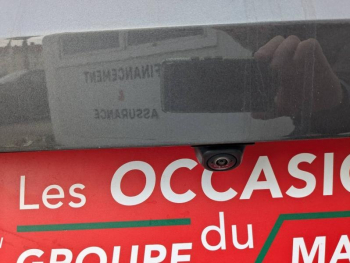 FINANCEMENT
&
ASSURANCE
Les OCCASIO
GROUPE du MA